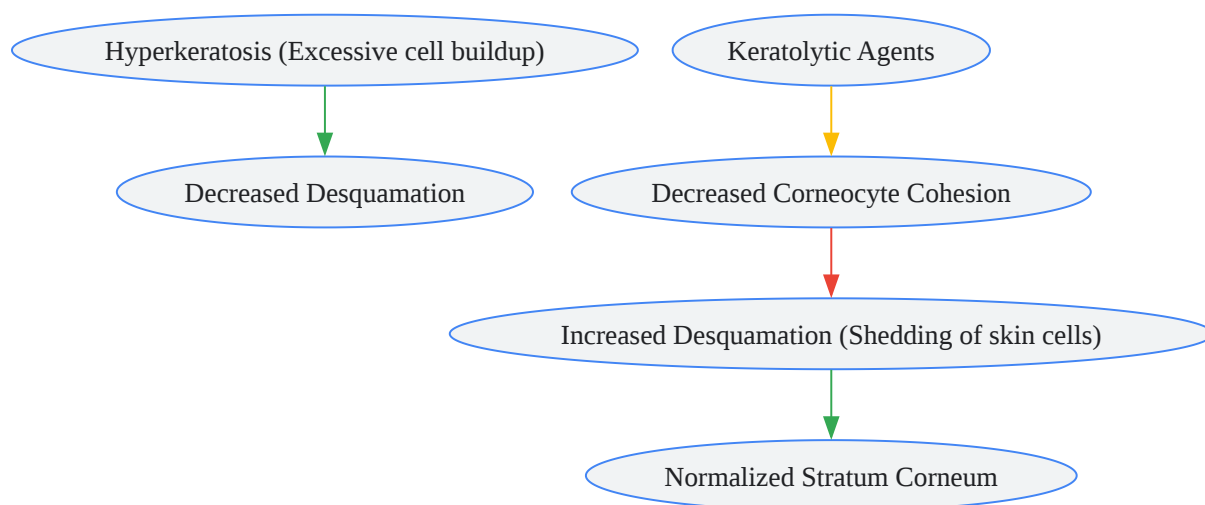 Hyperkeratosis (Excessive cell buildup)
Keratolytic Agents
Decreased Desquamation
Decreased Corneocyte Cohesion
Increased Desquamation (Shedding of skin cells)
Normalized Stratum Corneum